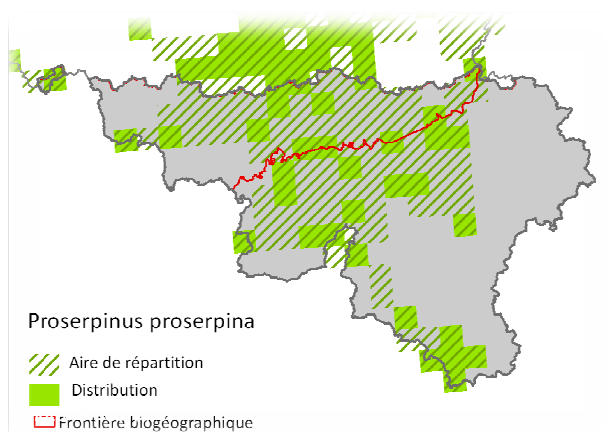 Proserpinus proserpina
Aire de répartition
Distribution
Frontière biogéographique